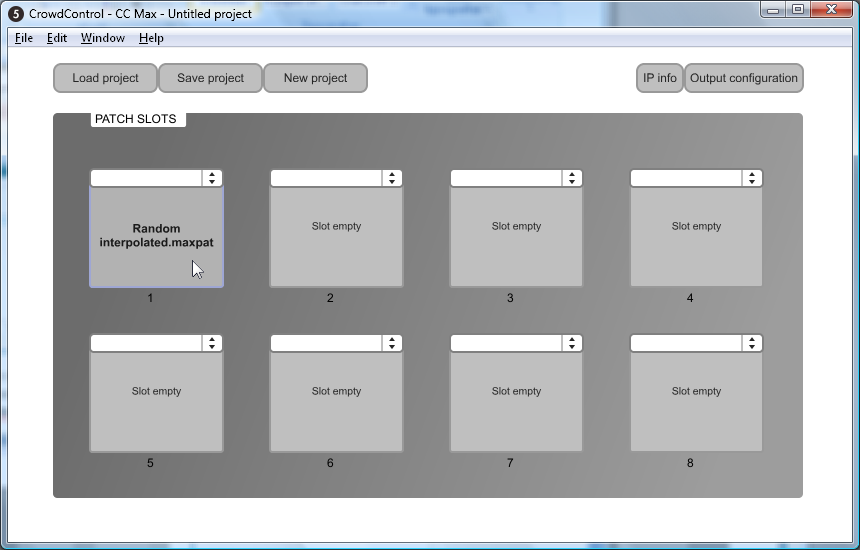 5 CrowdControl - CC Max - Untitled project
File Edit Window Help
Load project Save project New project IP info Output configuration
PATCH SLOTS
Random
interpolated.maxpat
Slot empty Slot empty Slot empty
1 2 3 4
Slot empty Slot empty Slot empty Slot empty
5 6 7 8